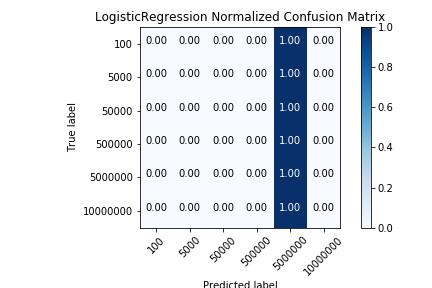 LogisticRegression Normalized Confusion Matrix
True label
100 0.00 0.00 0.00 0.00 1.00 0.00
5000 0.00 0.00 0.00 0.00 1.00 0.00
50000 0.00 0.00 0.00 0.00 1.00 0.00
500000 0.00 0.00 0.00 0.00 1.00 0.00
5000000 0.00 0.00 0.00 0.00 1.00 0.00
10000000 0.00 0.00 0.00 0.00 1.00 0.00
100 5000 50000 500000 5000000 10000000
Predicted label
1.0
0.8
0.6
0.4
0.2
0.0